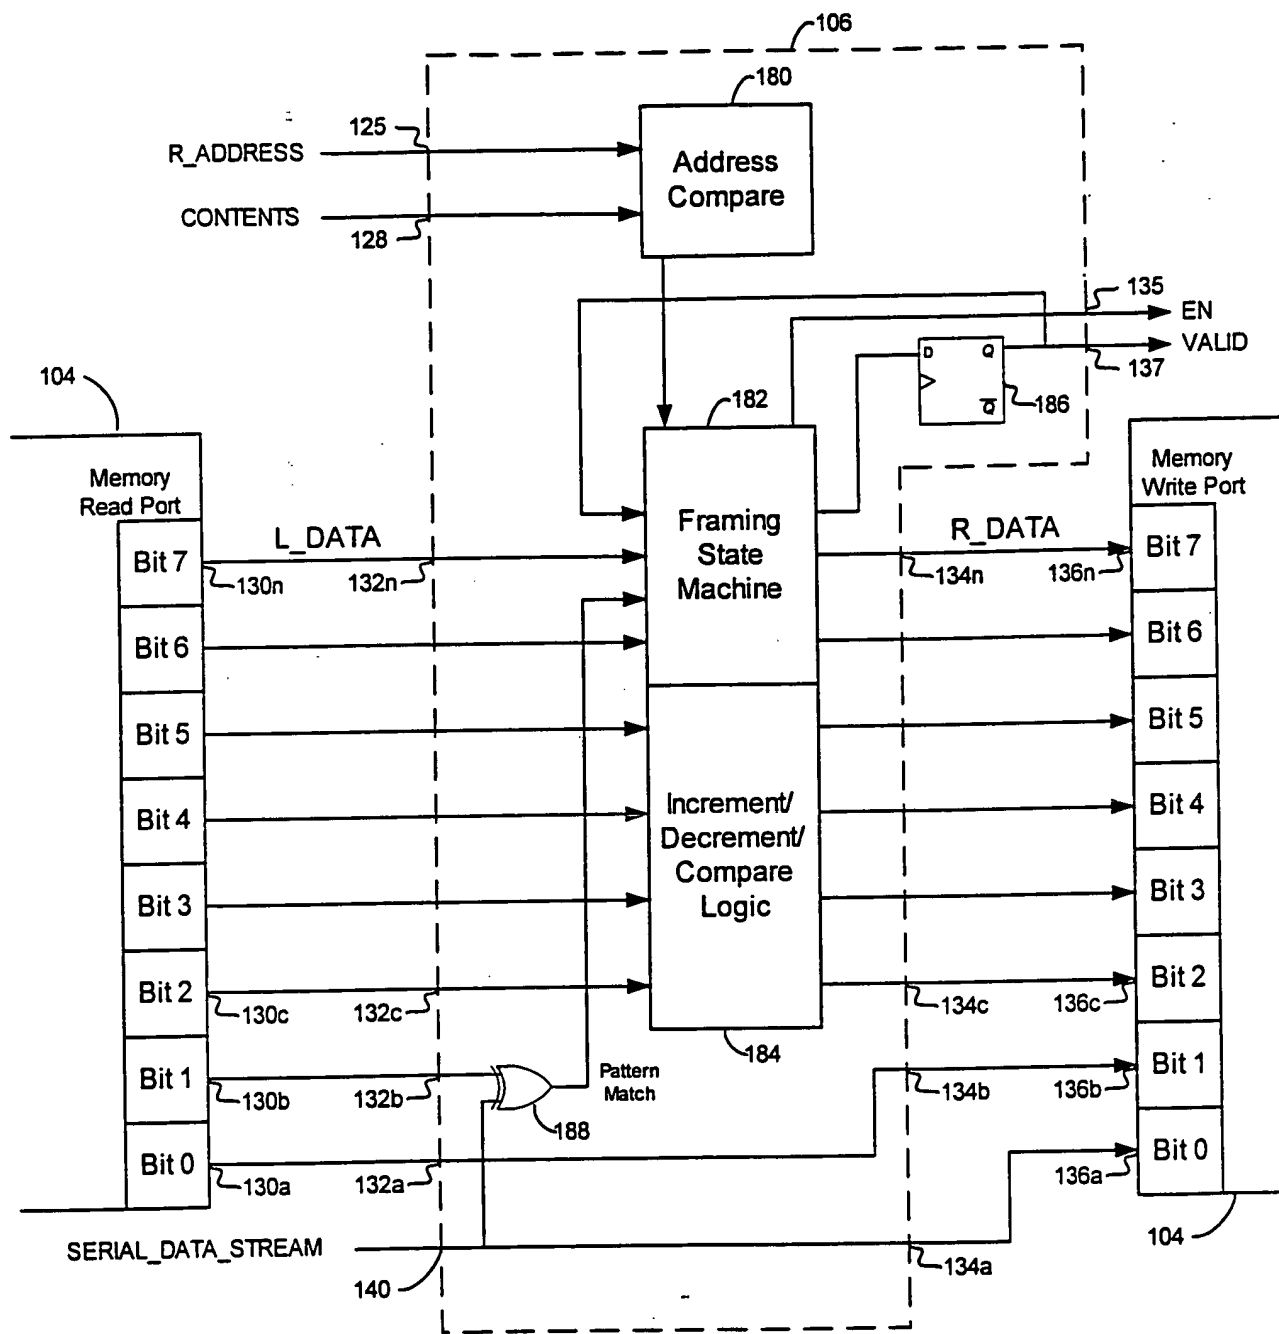 106
180
125
R_ADDRESS
Address
Compare
CONTENTS
128
135
EN
VALID
137
D Q
Q
186
104
182
Memory
Read Port
Memory
Write Port
L_DATA
Framing
State
Machine
R_DATA
Bit 7
130n
132n
134n
136n
Bit 7
Bit 6
Bit 6
Bit 5
Bit 5
Bit 4
Increment/
Decrement/
Compare
Logic
Bit 4
Bit 3
Bit 3
Bit 2
130c
132c
134c
136c
Bit 2
184
Bit 1
130b
132b
Pattern
Match
188
134b
136b
Bit 1
Bit 0
130a
132a
136a
Bit 0
SERIAL_DATA_STREAM
140
134a
104